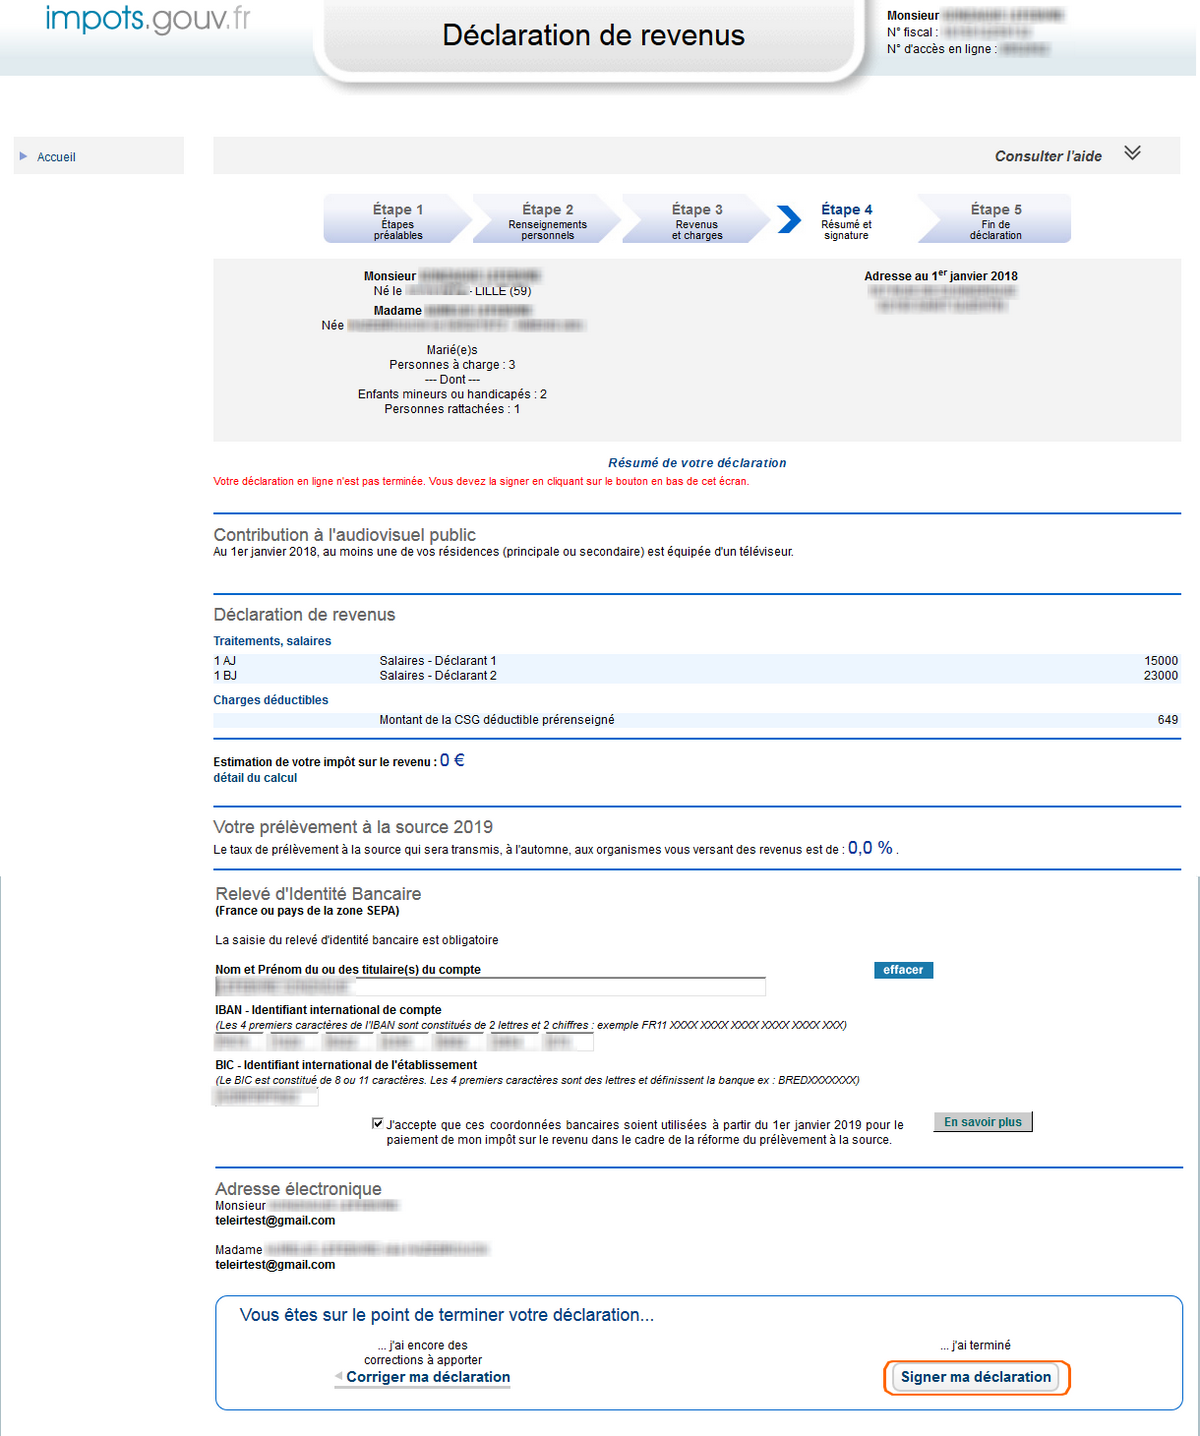 impots.gouv.fr
Déclaration de revenus
Monsieur
N° fiscal :
N° d'accès en ligne :
Accueil
Consulter l'aide
Étape 1
Étapes
préalables
Étape 2
Renseignements
personnels
Étape 3
Revenus
et charges
Étape 4
Résumé et
signature
Étape 5
Fin de
déclaration
Monsieur
Né le - LILLE (59)
Madame
Née
Marié(e)s
Personnes à charge : 3
--- Dont ---
Enfants mineurs ou handicapés : 2
Personnes rattachées : 1
Adresse au 1er janvier 2018
Résumé de votre déclaration
Votre déclaration en ligne n'est pas terminée. Vous devez la signer en cliquant sur le bouton en bas de cet écran.
Contribution à l'audiovisuel public
Au 1er janvier 2018, au moins une de vos résidences (principale ou secondaire) est équipée d'un téléviseur.
Déclaration de revenus
Traitements, salaires
1 AJ Salaires - Déclarant 1 15000
1 BJ Salaires - Déclarant 2 23000
Charges déductibles
Montant de la CSG déductible prérenseigné 649
Estimation de votre impôt sur le revenu : 0 €
détail du calcul
Votre prélèvement à la source 2019
Le taux de prélèvement à la source qui sera transmis, à l'automne, aux organismes vous versant des revenus est de : 0,0 % .
Relevé d'Identité Bancaire
(France ou pays de la zone SEPA)
La saisie du relevé d'identité bancaire est obligatoire
Nom et Prénom du ou des titulaire(s) du compte
effacer
IBAN - Identifiant international de compte
(Les 4 premiers caractères de l'IBAN sont constitués de 2 lettres et 2 chiffres : exemple FR11 XXXX XXXX XXXX XXXX XXXX XXX)
BIC - Identifiant international de l'établissement
(Le BIC est constitué de 8 ou 11 caractères. Les 4 premiers caractères sont des lettres et définissent la banque ex : BREDXXXXXXX)
J'accepte que ces coordonnées bancaires soient utilisées à partir du 1er janvier 2019 pour le
paiement de mon impôt sur le revenu dans le cadre de la réforme du prélèvement à la source.
En savoir plus
Adresse électronique
Monsieur
teleirtest@gmail.com
Madame
teleirtest@gmail.com
Vous êtes sur le point de terminer votre déclaration...
... j'ai encore des
corrections à apporter
Corriger ma déclaration
... j'ai terminé
Signer ma déclaration